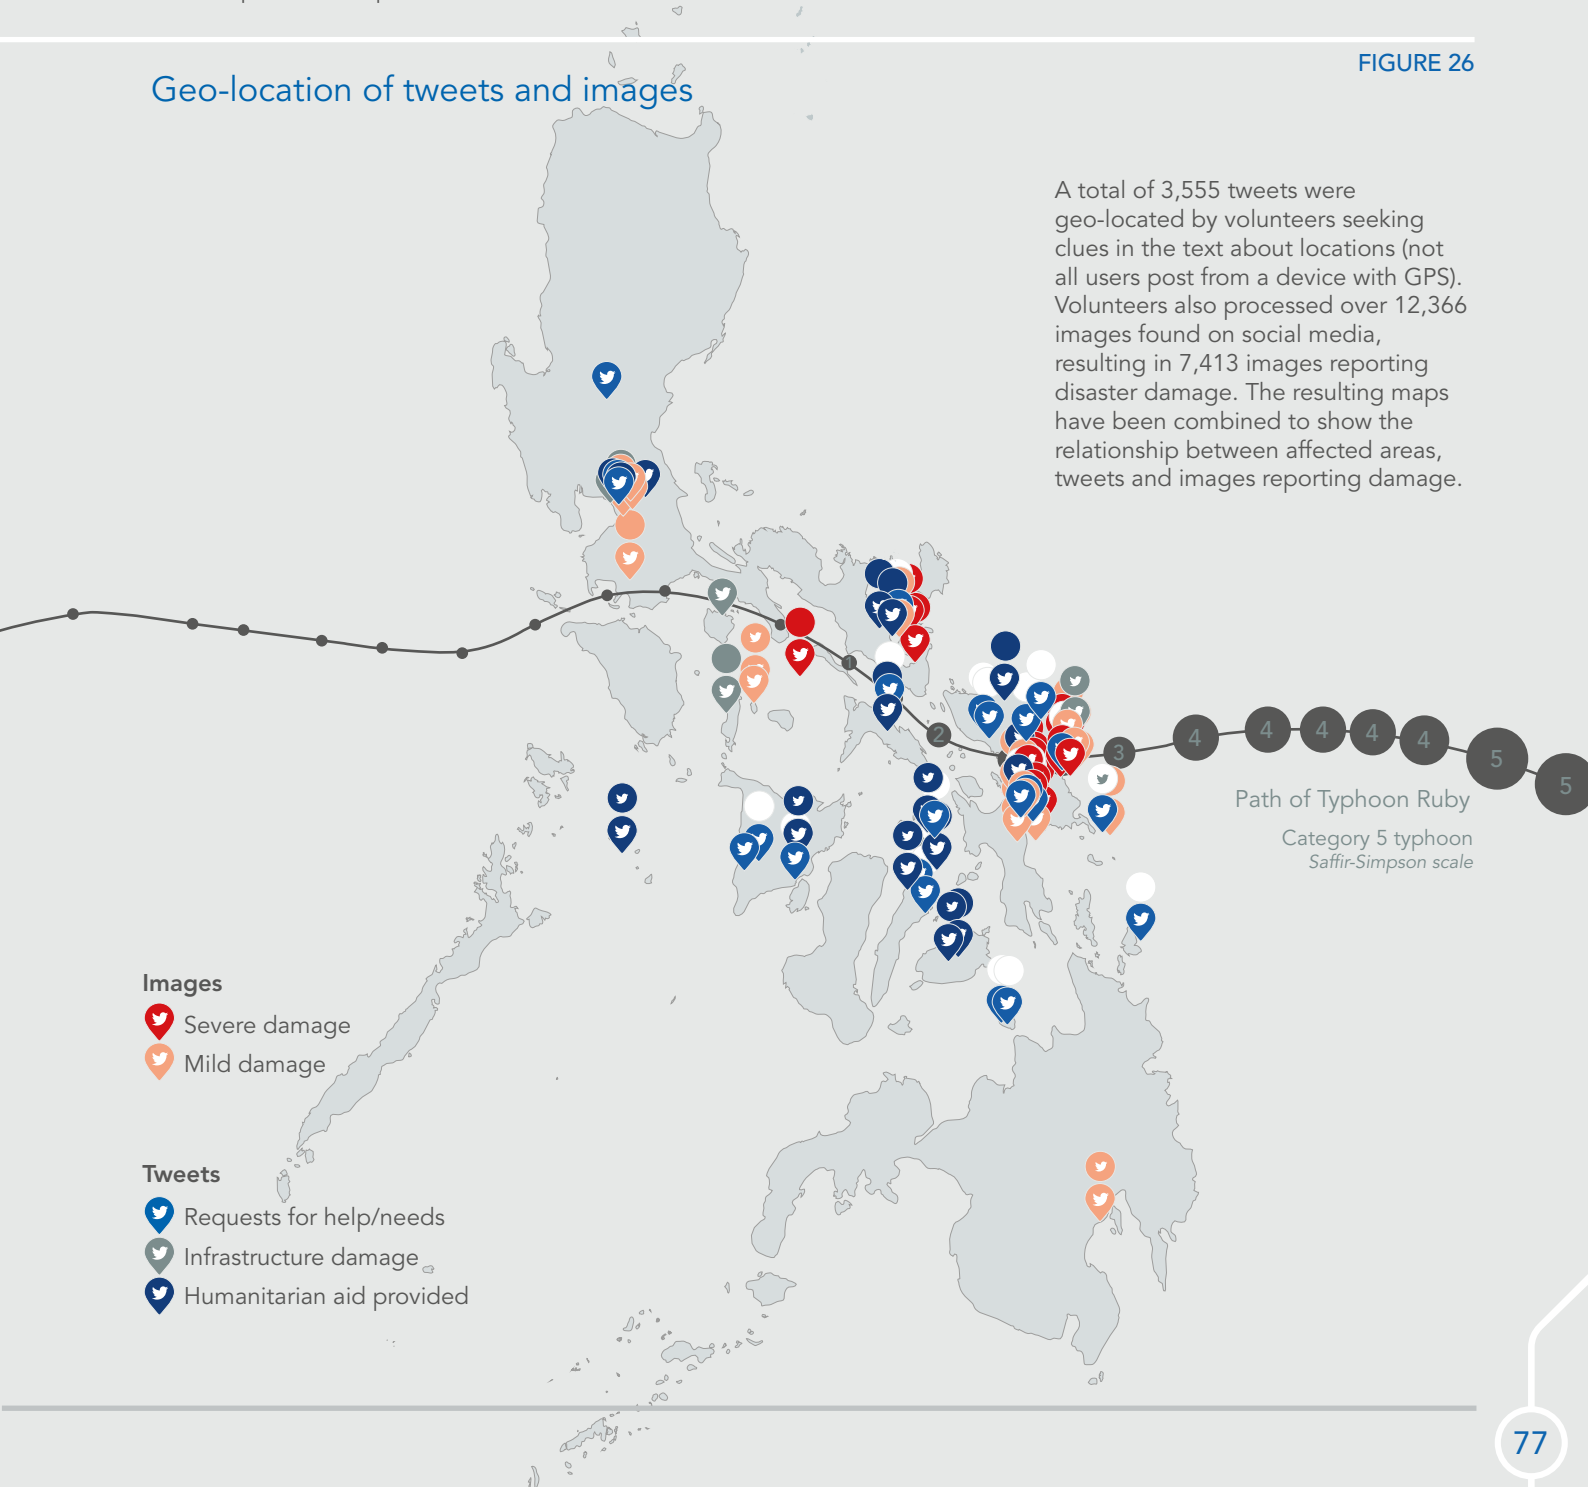 FIGURE 26
Geo-location of tweets and images
A total of 3,555 tweets were
geo-located by volunteers seeking
clues in the text about locations (not
all users post from a device with GPS).
Volunteers also processed over 12,366
images found on social media,
resulting in 7,413 images reporting
disaster damage. The resulting maps
have been combined to show the
relationship between affected areas,
tweets and images reporting damage.
1
2
3
4
4
4
4
4
5
5
Path of Typhoon Ruby
Category 5 typhoon
Saffir-Simpson scale
Images
Severe damage
Mild damage
Tweets
Requests for help/needs
Infrastructure damage
Humanitarian aid provided
77